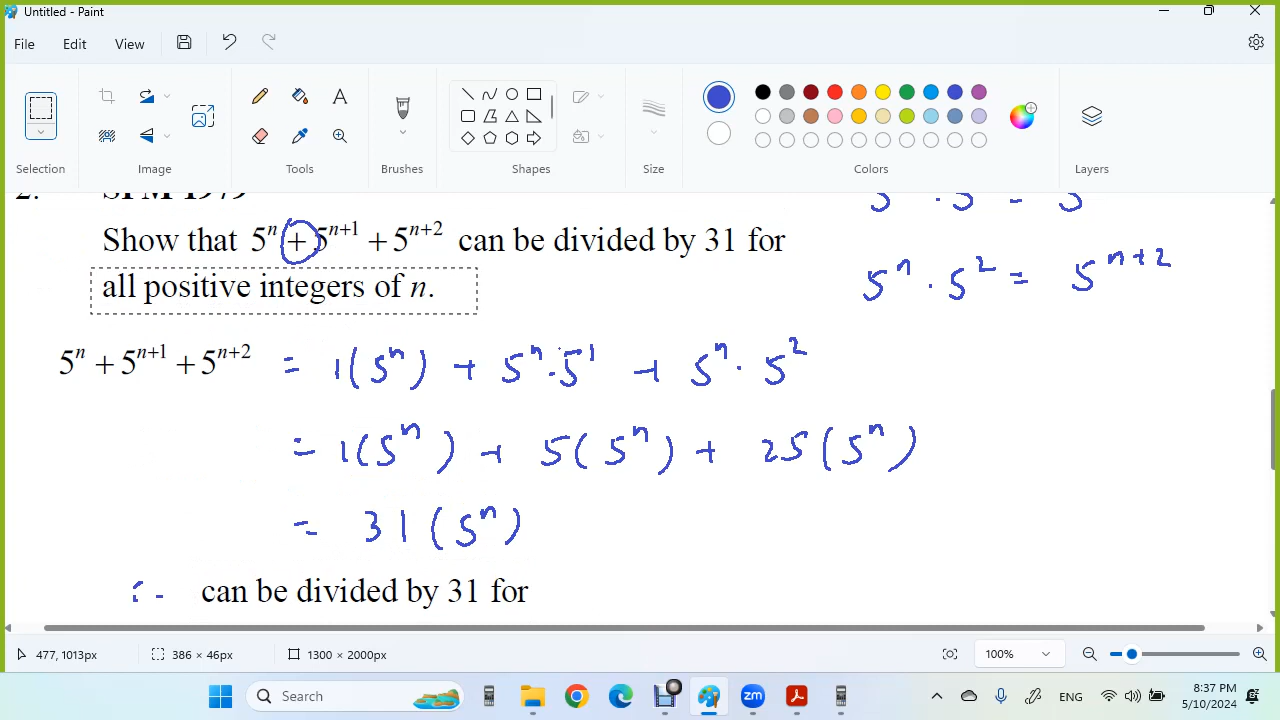 Untitled - Paint
File Edit View
Selection Image Tools Brushes Shapes Size Colors Layers
Show that 5ⁿ + 5ⁿ⁺¹ + 5ⁿ⁺² can be divided by 31 for
all positive integers of n.
5ⁿ · 5² = 5ⁿ⁺²
5ⁿ + 5ⁿ⁺¹ + 5ⁿ⁺² = 1(5ⁿ) + 5ⁿ · 5¹ + 5ⁿ · 5²
= 1(5ⁿ) + 5(5ⁿ) + 25(5ⁿ)
= 31(5ⁿ)
∴ can be divided by 31 for
477, 1013px 386 × 46px 1300 × 2000px 100%
Search ENG 8:37 PM
5/10/2024